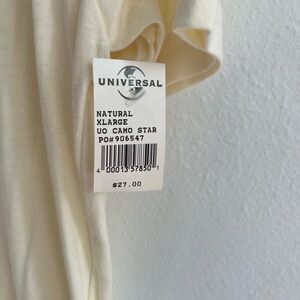 UNIVERSAL
NATURAL
XLARGE
UO CAMO STAR
PO#906547
4 00013 57850 1
$27.00